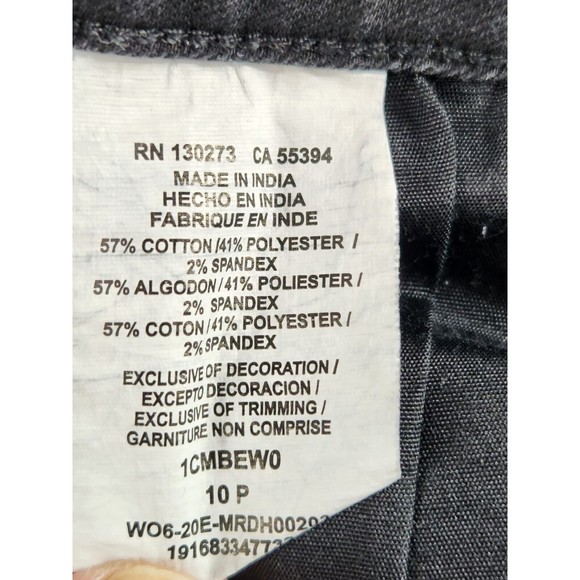 RN 130273 CA 55394
MADE IN INDIA
HECHO EN INDIA
FABRIQUE EN INDE
57% COTTON/41% POLYESTER /
2% SPANDEX
57% ALGODON/41% POLIESTER /
2% SPANDEX
57% COTON/41% POLYESTER /
2% SPANDEX
EXCLUSIVE OF DECORATION /
EXCEPTO DECORACION /
EXCLUSIVE OF TRIMMING /
GARNITURE NON COMPRISE
1CMBEW0
10 P